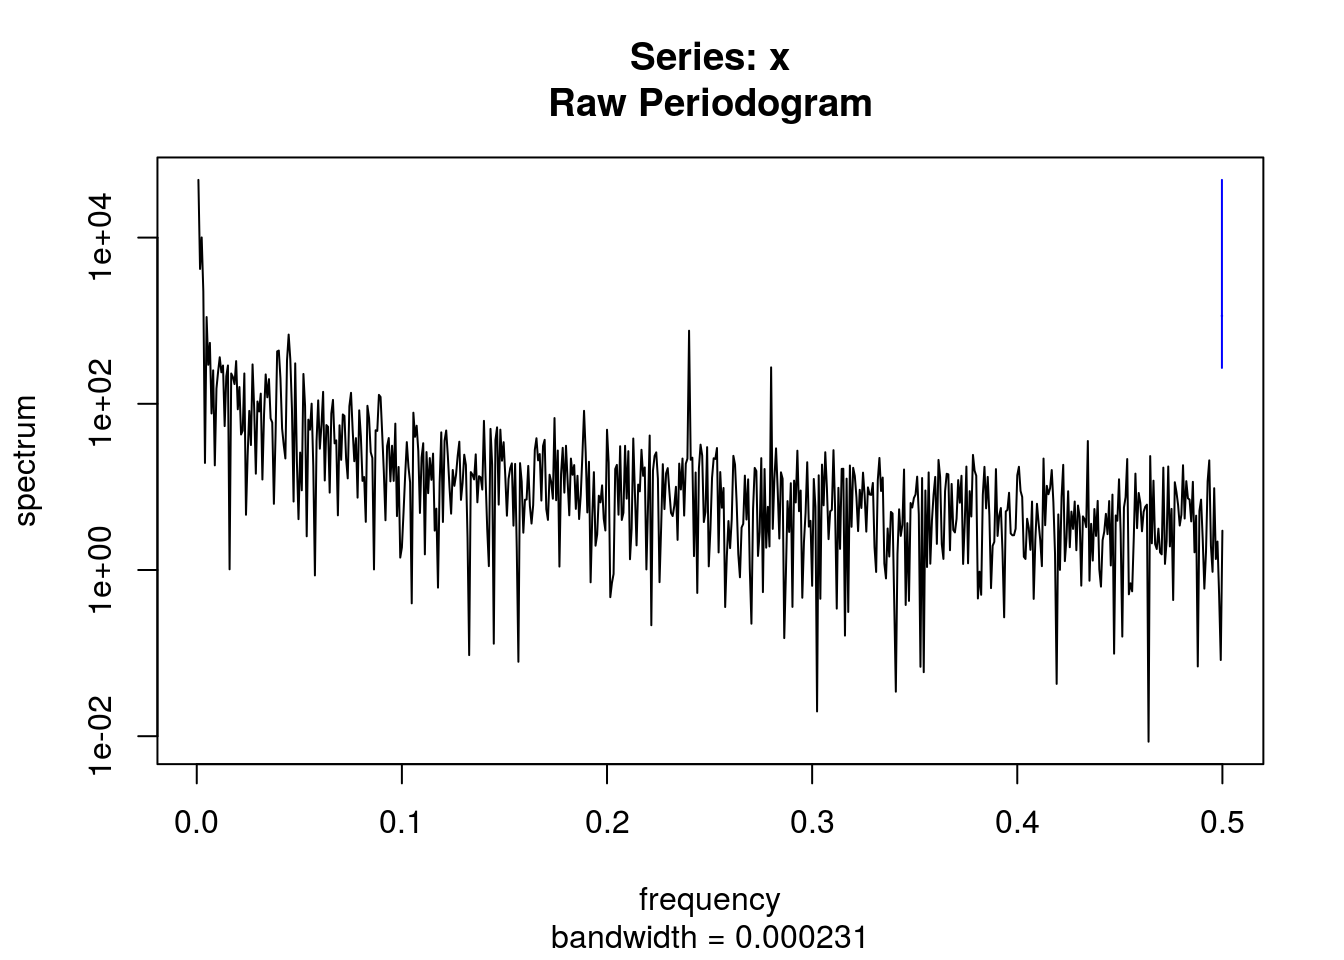 Series: x
Raw Periodogram
1e+04
1e+02
1e+00
1e-02
spectrum
0.0 0.1 0.2 0.3 0.4 0.5
frequency
bandwidth = 0.000231